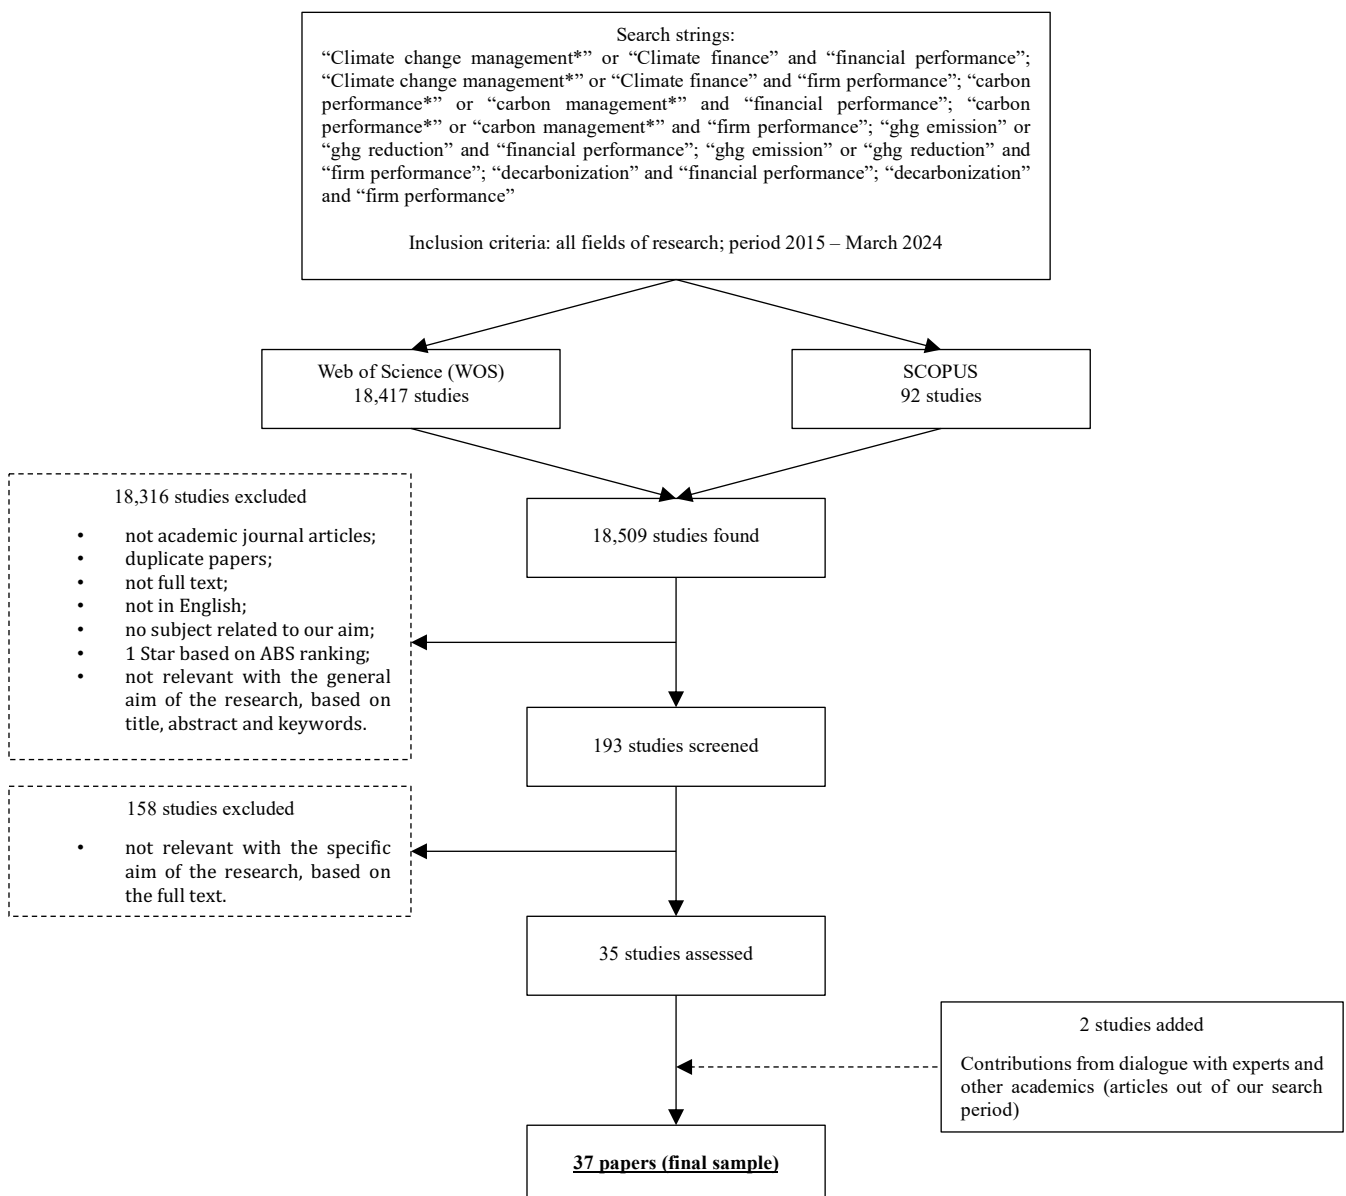 Search strings:
“Climate change management*” or “Climate finance” and “financial performance”;
“Climate change management*” or “Climate finance” and “firm performance”; “carbon
performance*” or “carbon management*” and “financial performance”; “carbon
performance*” or “carbon management*” and “firm performance”; “ghg emission” or
“ghg reduction” and “financial performance”; “ghg emission” or “ghg reduction” and
“firm performance”; “decarbonization” and “financial performance”; “decarbonization”
and “firm performance”
Inclusion criteria: all fields of research; period 2015 – March 2024
Web of Science (WOS)
18,417 studies
SCOPUS
92 studies
18,316 studies excluded
• not academic journal articles;
• duplicate papers;
• not full text;
• not in English;
• no subject related to our aim;
• 1 Star based on ABS ranking;
• not relevant with the general
aim of the research, based on
title, abstract and keywords.
18,509 studies found
193 studies screened
158 studies excluded
• not relevant with the specific
aim of the research, based on
the full text.
35 studies assessed
2 studies added
Contributions from dialogue with experts and
other academics (articles out of our search
period)
37 papers (final sample)